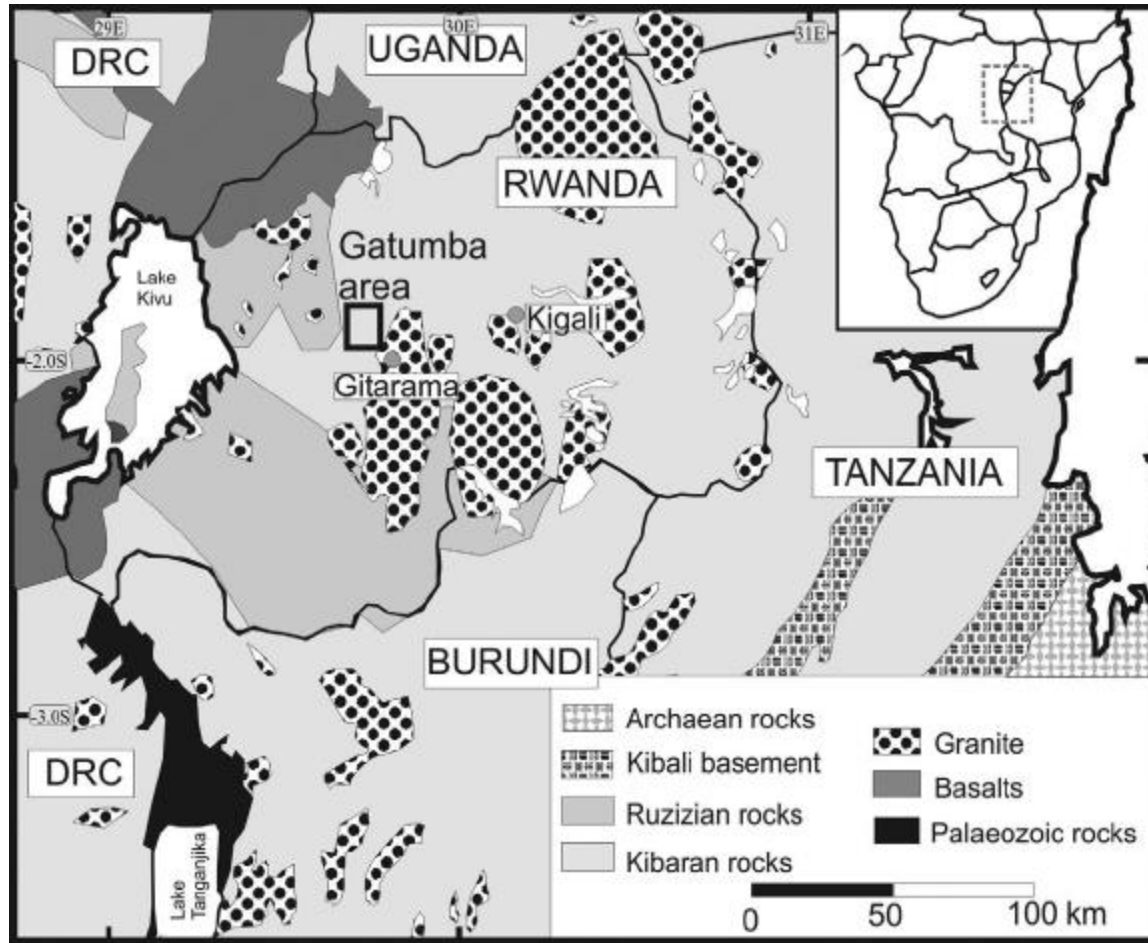 29E
30E
31E
DRC
UGANDA
RWANDA
Gatumba
area
Lake
Kivu
Kigali
-2.0S
Gitarama
TANZANIA
BURUNDI
-3.0S
DRC
Lake
Tanganjika
Archaean rocks
Kibali basement
Ruzizian rocks
Kibaran rocks
Granite
Basalts
Palaeozoic rocks
0 50 100 km